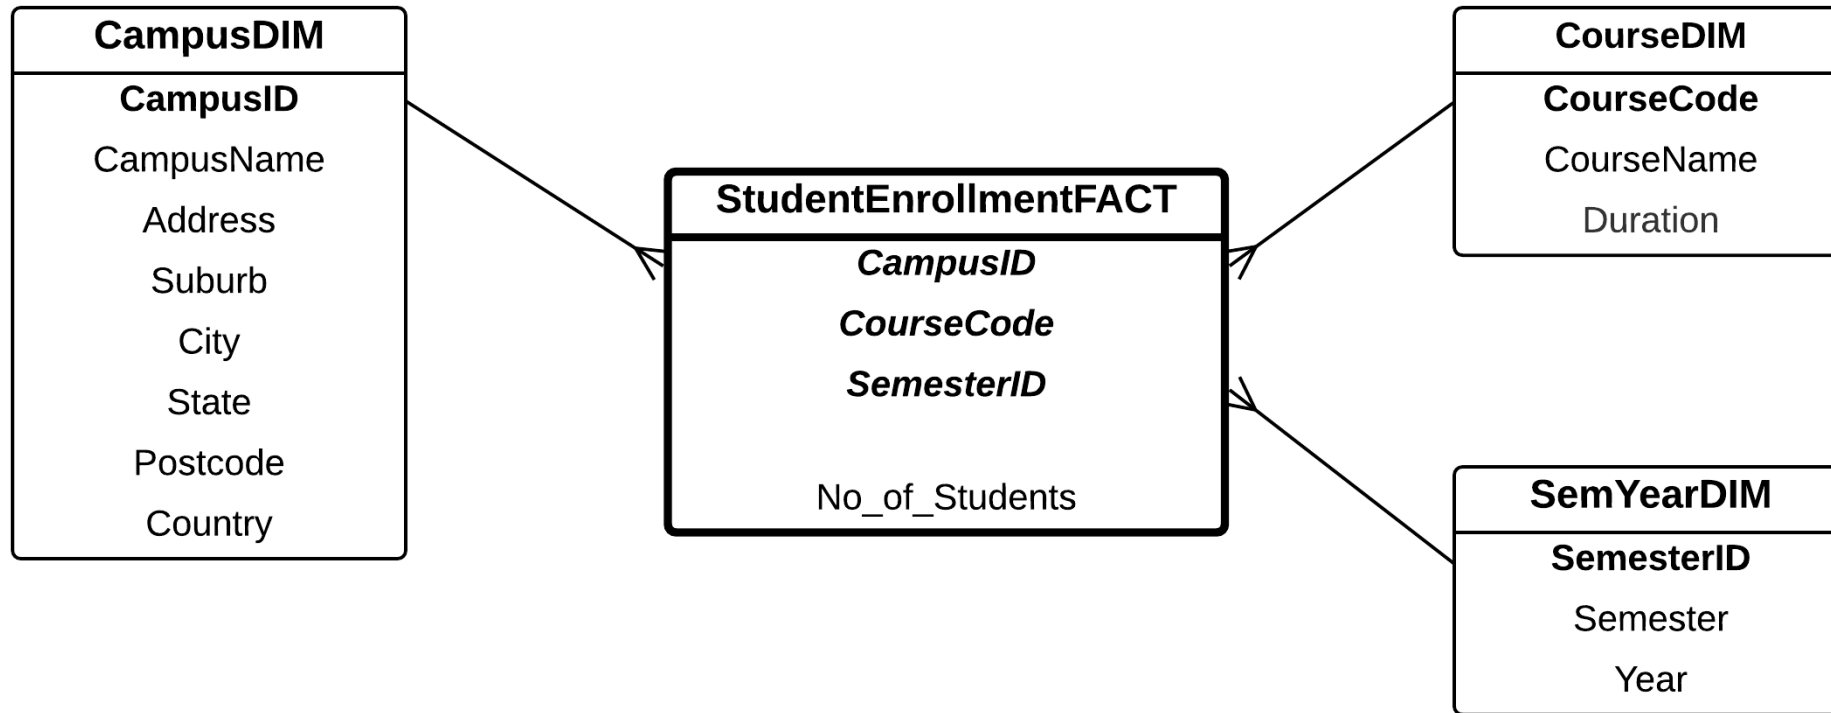 CampusDIM
CampusID
CampusName
Address
Suburb
City
State
Postcode
Country
StudentEnrollmentFACT
CampusID
CourseCode
SemesterID
No_of_Students
CourseDIM
CourseCode
CourseName
Duration
SemYearDIM
SemesterID
Semester
Year